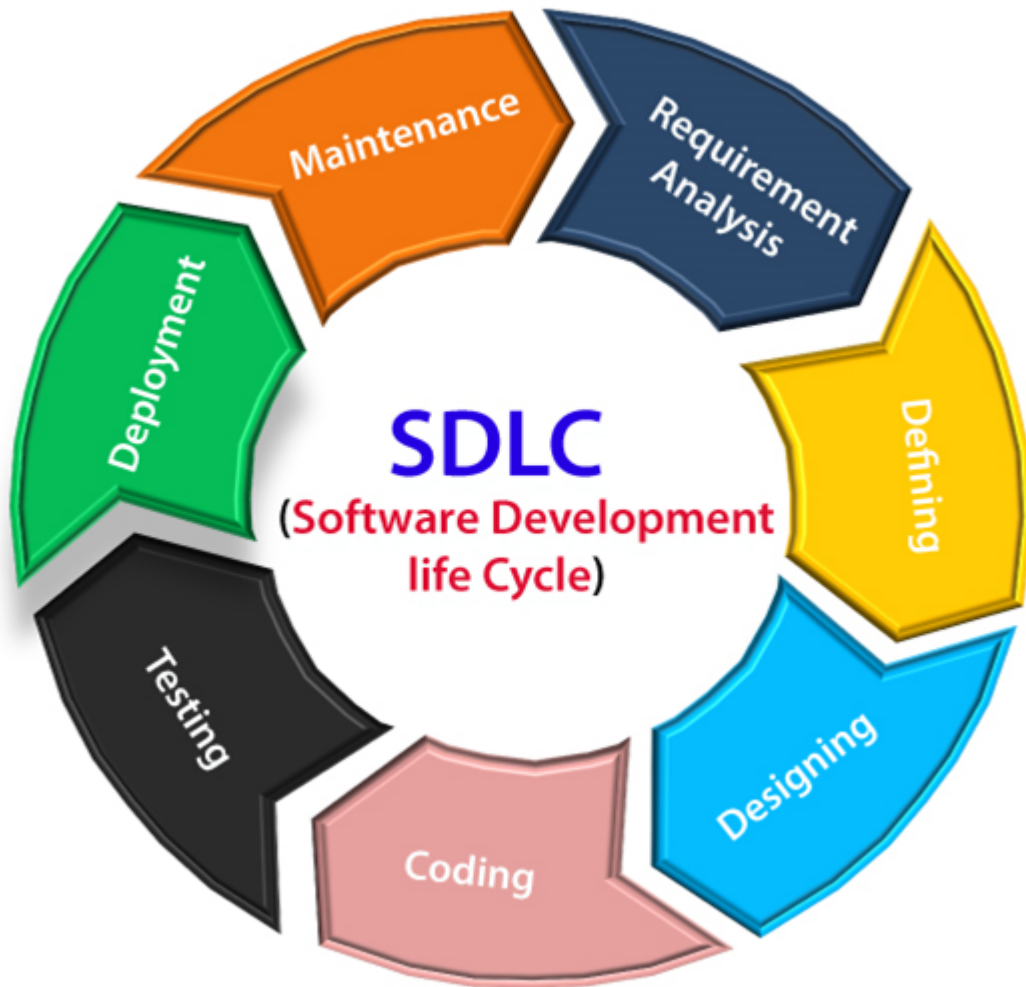 SDLC
(Software Development
life Cycle)
Requirement
Analysis
Defining
Designing
Coding
Testing
Deployment
Maintenance